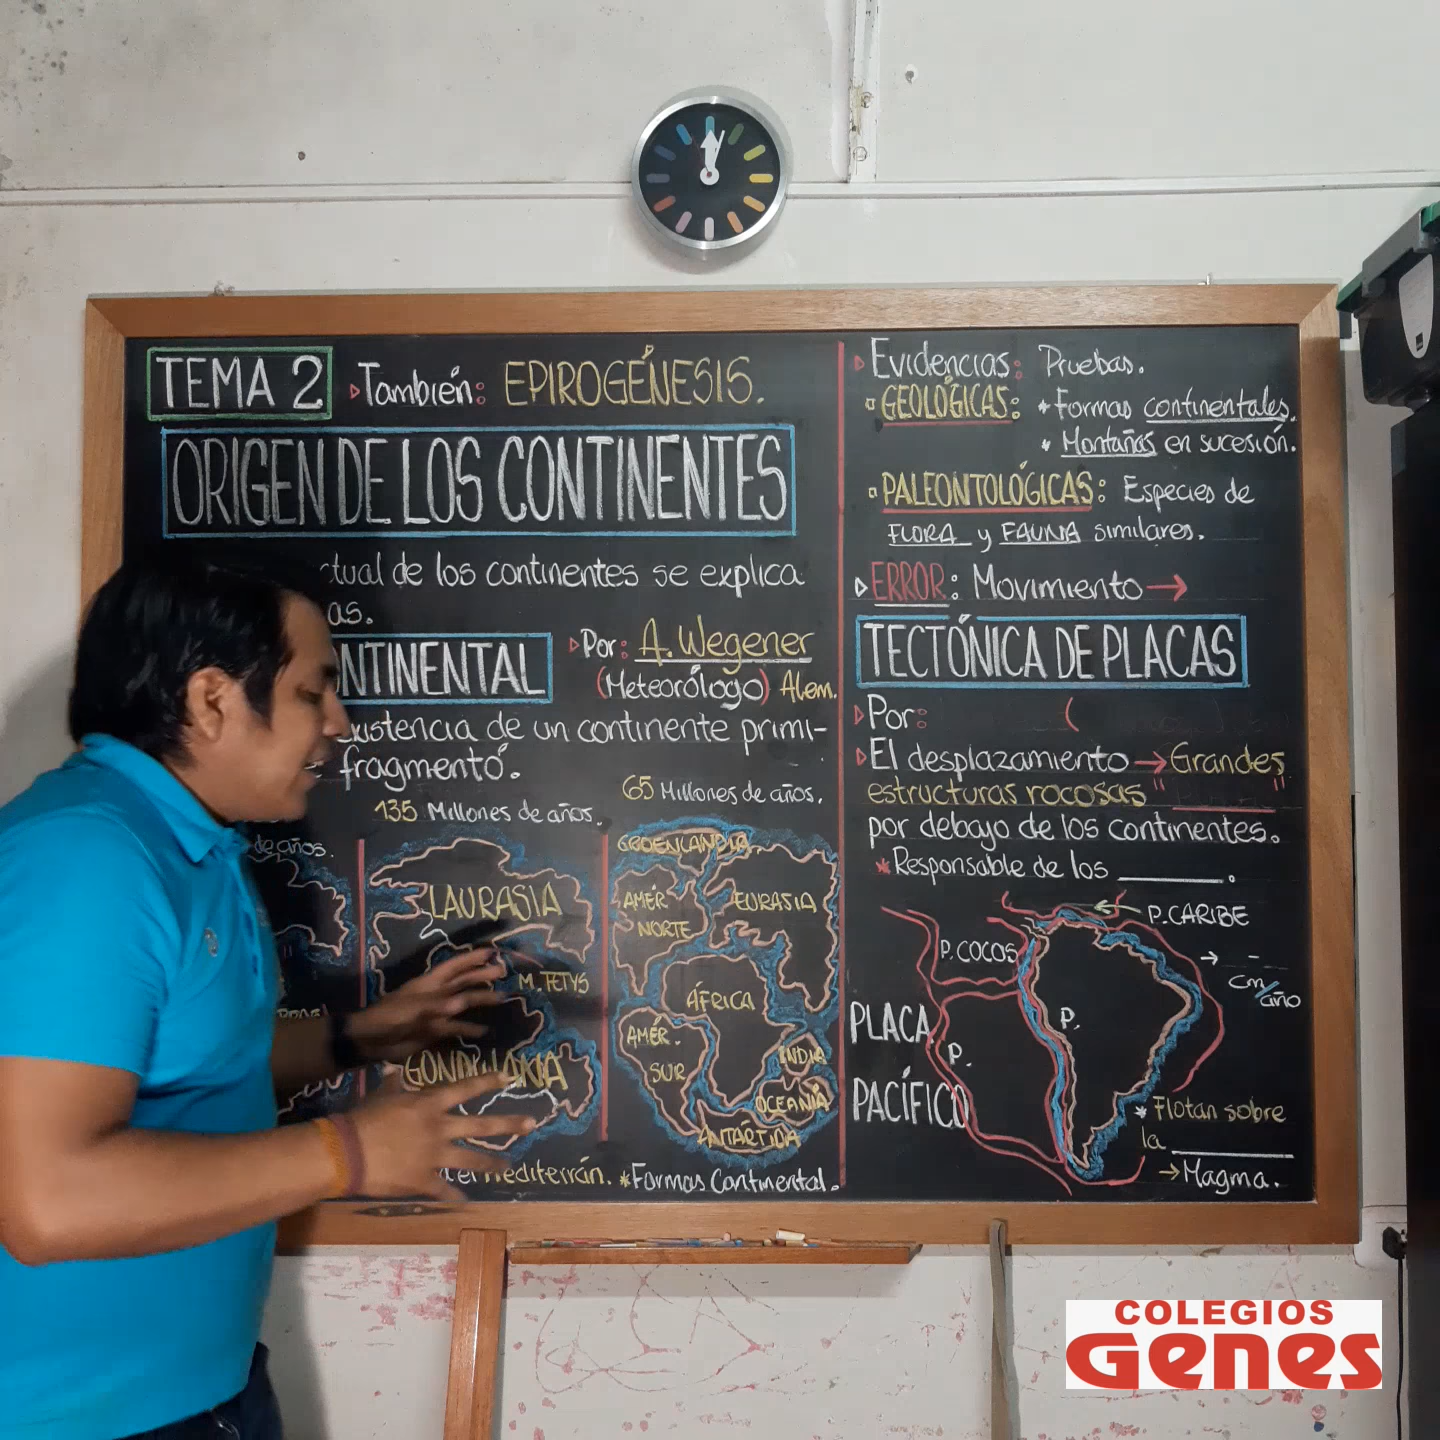 TEMA 2
También: EPIROGÉNESIS.
ORIGEN DE LOS CONTINENTES
de los continentes se explica
CONTINENTAL
Por: A. Wegener
(Meteorólogo) Alem.
de un continente primi-
fragmentó.
de años.
135 Millones de años.
65 Millones de años.
LAURASIA
M. TETYS
GONDWANA
GROENLANDIA
AMÉR
NORTE
EURASIA
ÁFRICA
AMÉR.
SUR
INDIA
OCEANÍA
ANTÁRTIDA
*Formas Continental.
Evidencias: Pruebas.
GEOLÓGICAS: * Formas continentales.
* Montañas en sucesión.
PALEONTOLÓGICAS: Especies de
FLORA y FAUNA similares.
ERROR: Movimiento →
TECTÓNICA DE PLACAS
Por: (
El desplazamiento → "Grandes
estructuras rocosas"
por debajo de los continentes.
*Responsable de los ________.
P. CARIBE
P. COCOS
→ - cm/año
PLACA
PACÍFICO
P.
P.
* Flotan sobre
la ________
→ Magma.
COLEGIOS
Genes